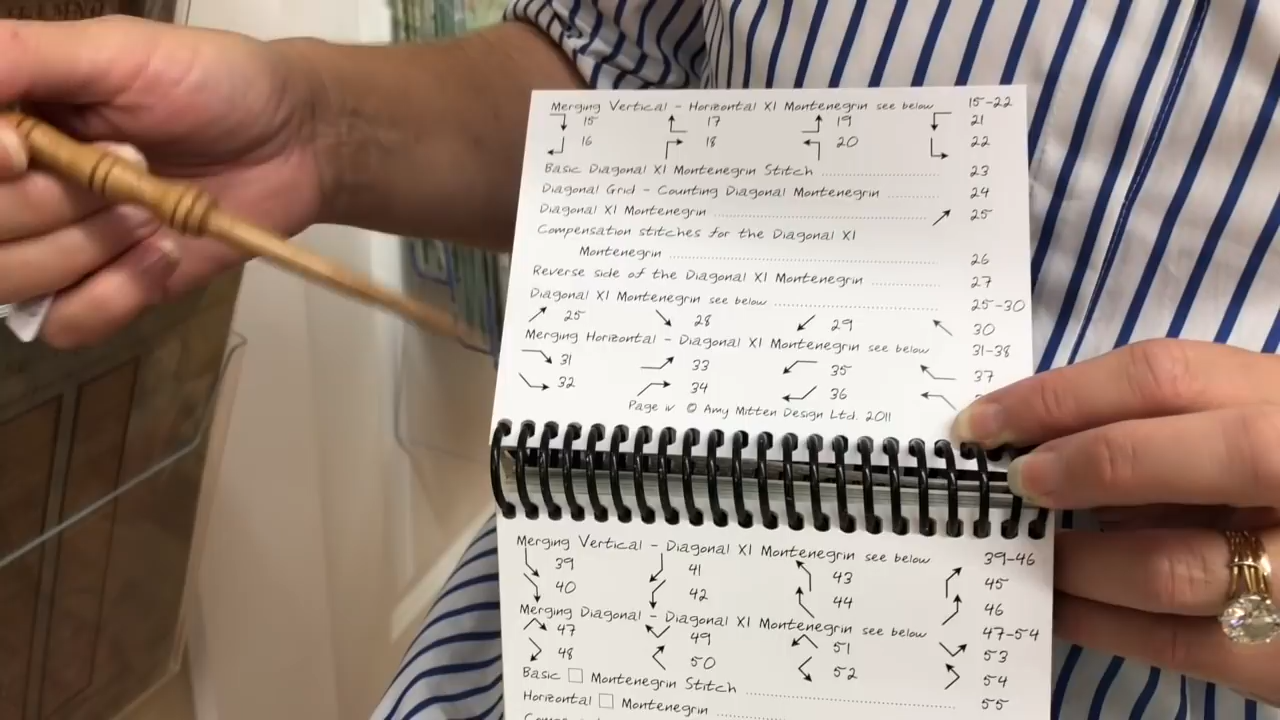 Merging Vertical - Horizontal XI Montenegrin see below 15-22
15 17 19 21
16 18 20 22
Basic Diagonal XI Montenegrin Stitch 23
Diagonal Grid - Counting Diagonal Montenegrin 24
Diagonal XI Montenegrin 25
Compensation stitches for the Diagonal XI
Montenegrin 26
Reverse side of the Diagonal XI Montenegrin 27
Diagonal XI Montenegrin see below 25-30
25 28 29 30
Merging Horizontal - Diagonal XI Montenegrin see below 31-38
31 33 35 37
32 34 36
Page iv © Amy Mitten Design Ltd. 2011
Merging Vertical - Diagonal XI Montenegrin see below 39-46
39 41 43 45
40 42 44 46
Merging Diagonal - Diagonal XI Montenegrin see below 47-54
47 49 51 53
48 50 52 54
Basic □ Montenegrin Stitch
Horizontal □ Montenegrin 55